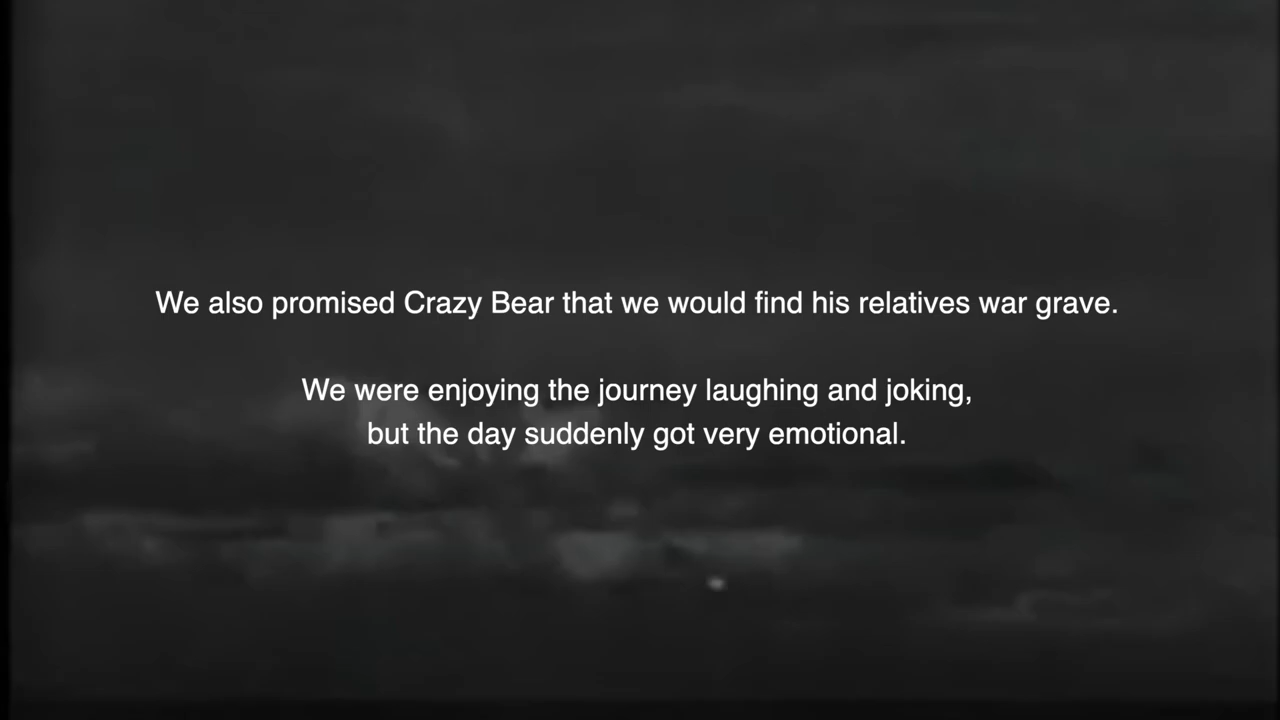 We also promised Crazy Bear that we would find his relatives war grave.
We were enjoying the journey laughing and joking,
but the day suddenly got very emotional.